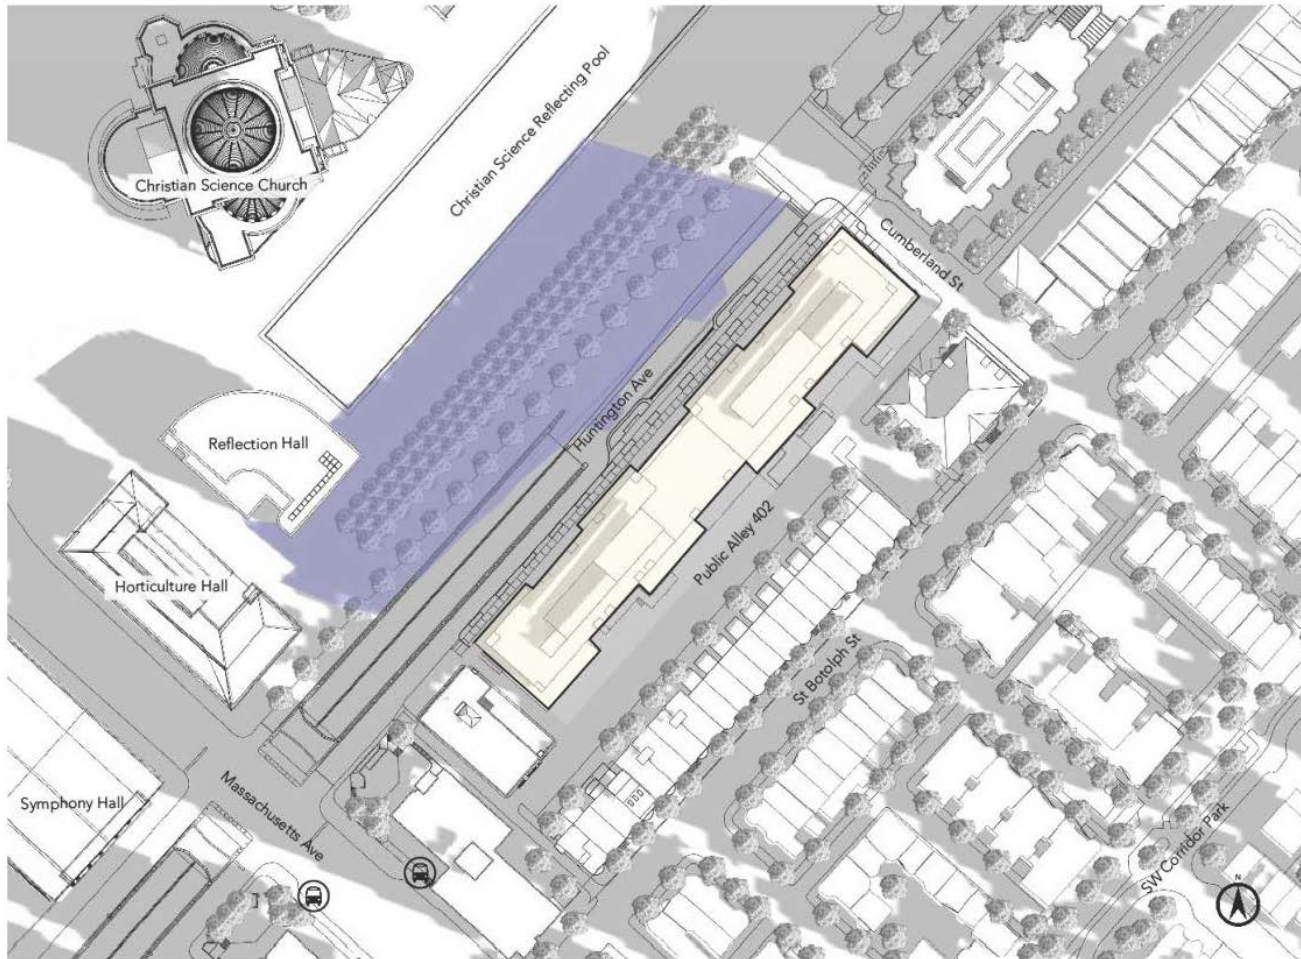 Christian Science Reflecting Pool
Christian Science Church
Cumberland St
Huntington Ave
Reflection Hall
Public Alley 402
Horticulture Hall
St Botolph St
Symphony Hall
Massachusetts Ave
SW Corridor Park
N